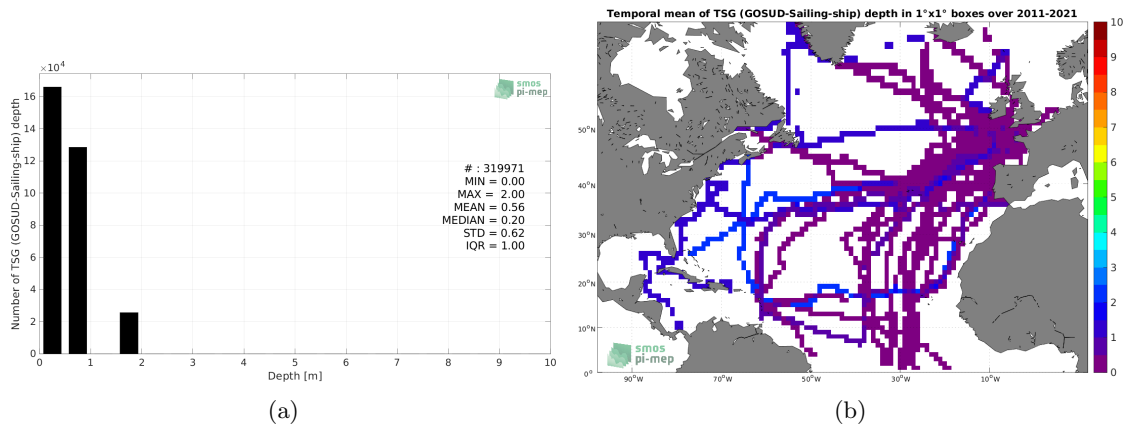 Temporal mean of TSG (GOSUD-Sailing-ship) depth in 1°x1° boxes over 2011-2021
×10⁴
16
14
12
10
8
6
4
2
0
Number of TSG (GOSUD-Sailing-ship) depth
smos
pi-mep
# : 319971
MIN = 0.00
MAX = 2.00
MEAN = 0.56
MEDIAN = 0.20
STD = 0.62
IQR = 1.00
0 1 2 3 4 5 6 7 8 9 10
Depth [m]
(a)
50°N
40°N
30°N
20°N
10°N
0°
90°W 70°W 50°W 30°W 10°W
smos
pi-mep
10
9
8
7
6
5
4
3
2
1
0
(b)